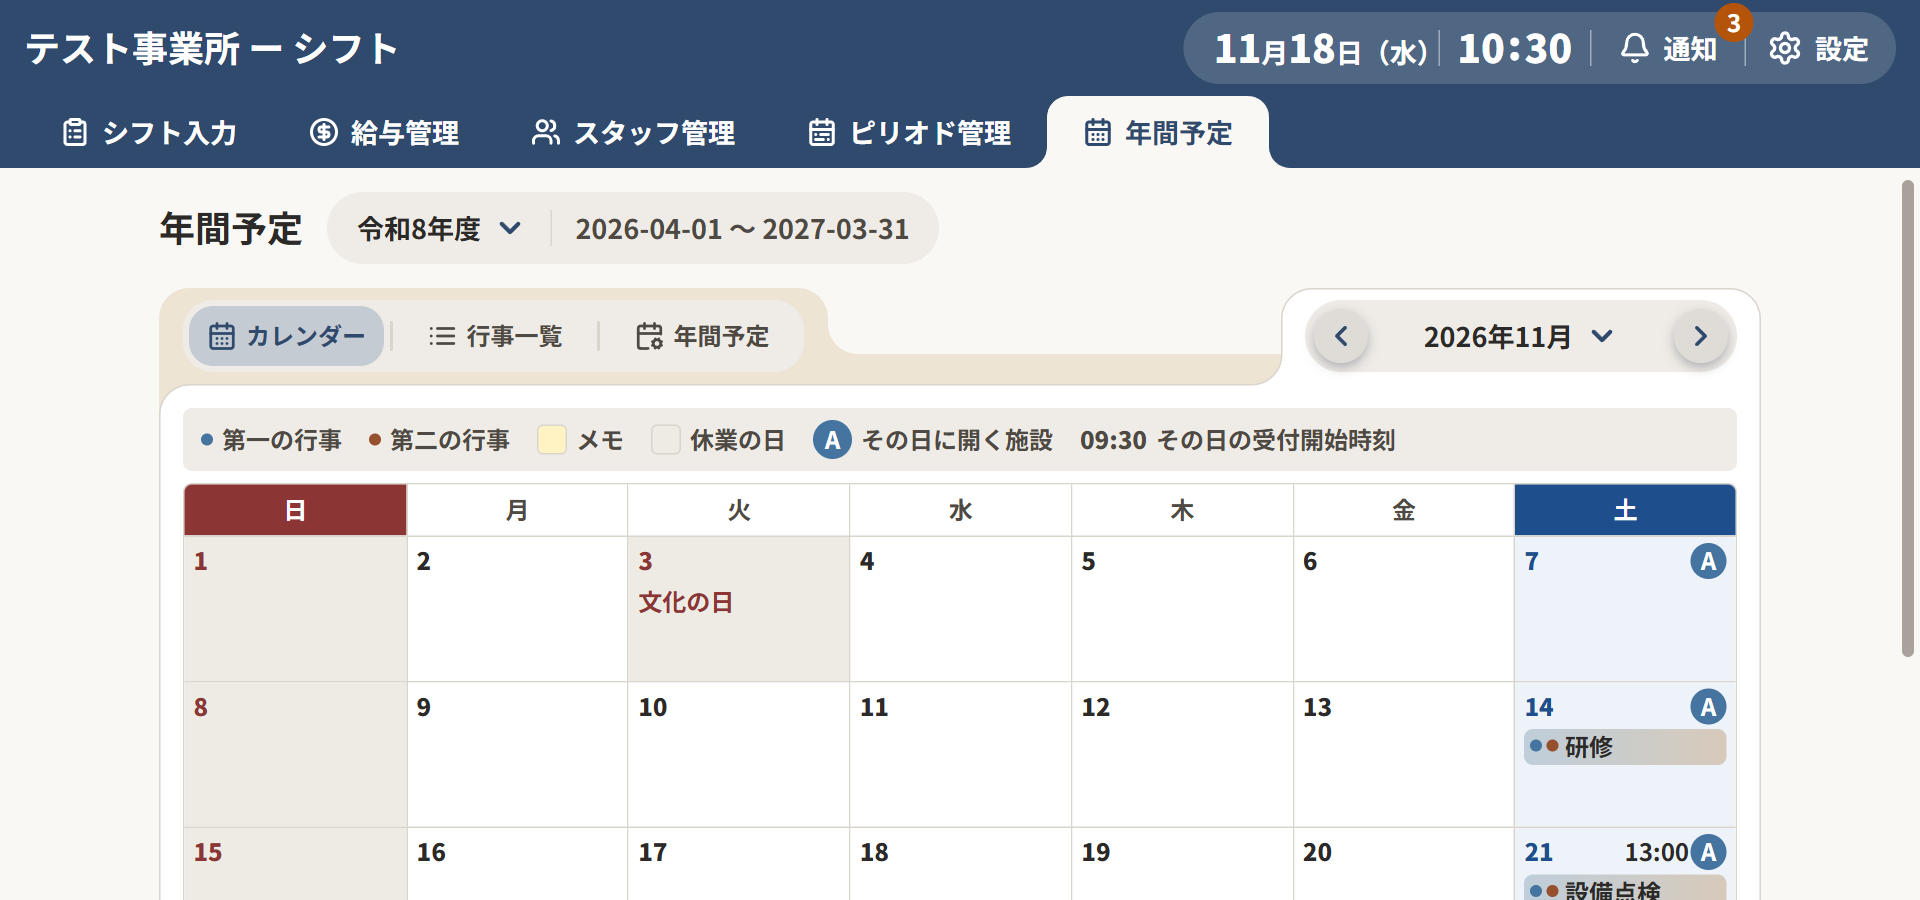 テスト事業所 ー シフト
11月18日（水） 10:30 通知 3 設定
シフト入力 給与管理 スタッフ管理 ピリオド管理 年間予定
年間予定 令和8年度 2026-04-01 〜 2027-03-31
カレンダー 行事一覧 年間予定 2026年11月
第一の行事 第二の行事 メモ 休業の日 A その日に開く施設 09:30 その日の受付開始時刻
日 月 火 水 木 金 土
1 2 3 4 5 6 7 A
文化の日
8 9 10 11 12 13 14 A
研修
15 16 17 18 19 20 21 13:00 A
設備点検